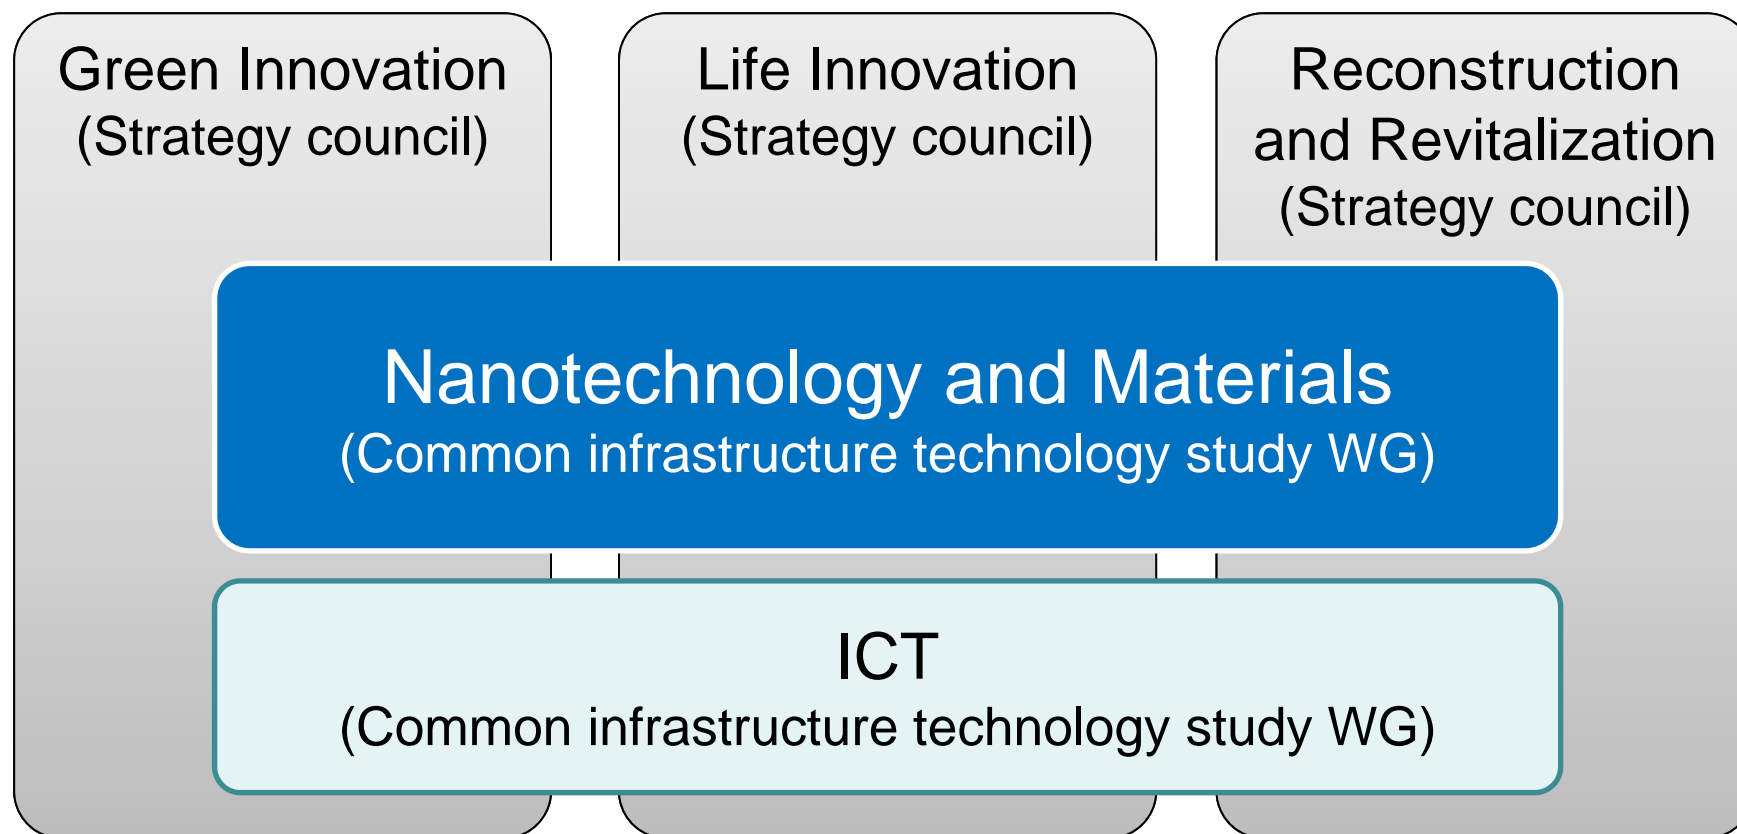 Green Innovation
(Strategy council)
Life Innovation
(Strategy council)
Reconstruction
and Revitalization
(Strategy council)
Nanotechnology and Materials
(Common infrastructure technology study WG)
ICT
(Common infrastructure technology study WG)